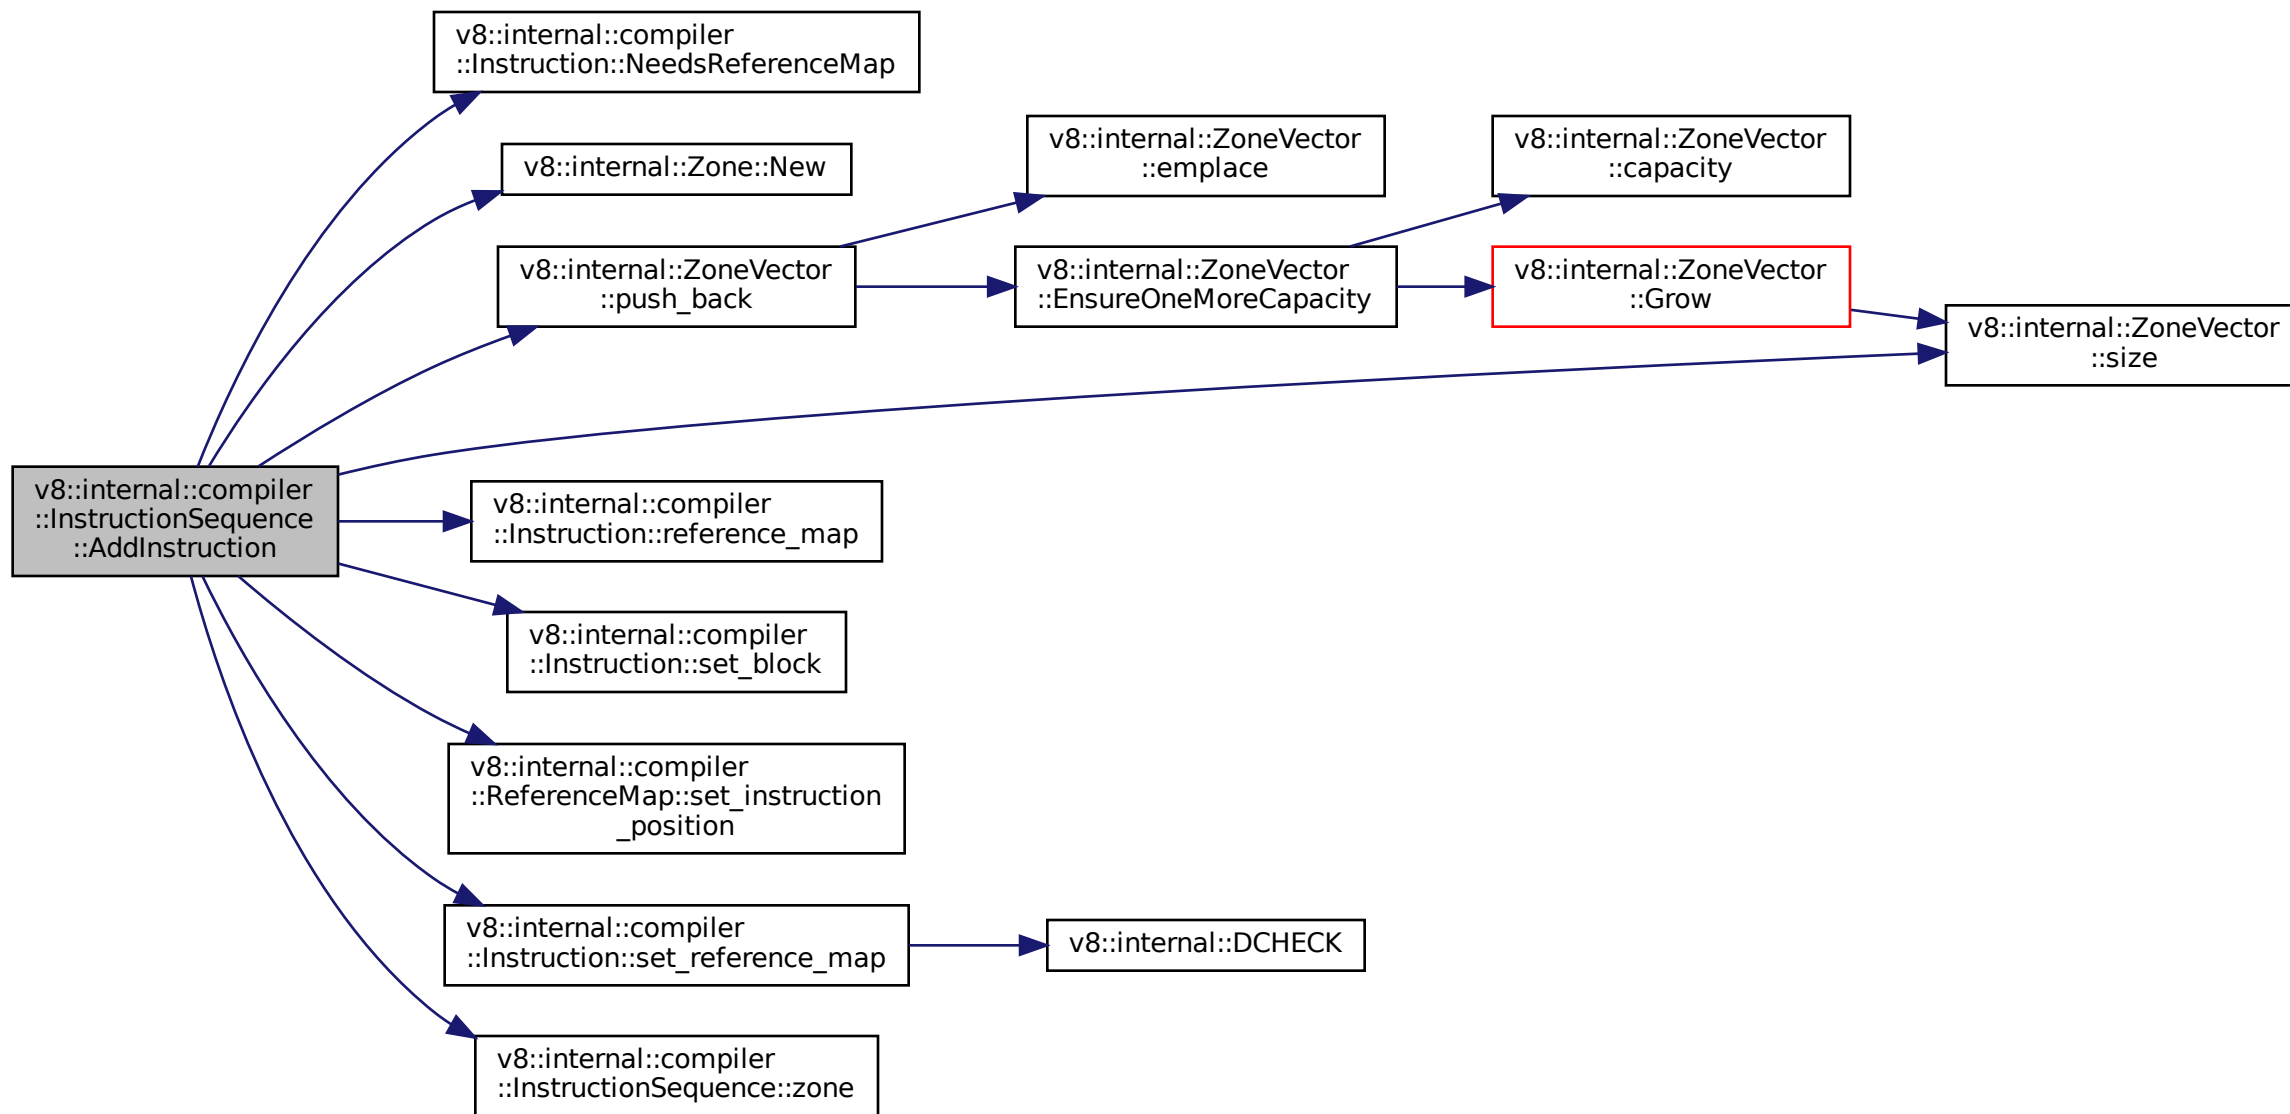 v8::internal::compiler
::Instruction::NeedsReferenceMap
v8::internal::Zone::New
v8::internal::ZoneVector
::emplace
v8::internal::ZoneVector
::capacity
v8::internal::ZoneVector
::push_back
v8::internal::ZoneVector
::EnsureOneMoreCapacity
v8::internal::ZoneVector
::Grow
v8::internal::ZoneVector
::size
v8::internal::compiler
::InstructionSequence
::AddInstruction
v8::internal::compiler
::Instruction::reference_map
v8::internal::compiler
::Instruction::set_block
v8::internal::compiler
::ReferenceMap::set_instruction
_position
v8::internal::compiler
::Instruction::set_reference_map
v8::internal::DCHECK
v8::internal::compiler
::InstructionSequence::zone